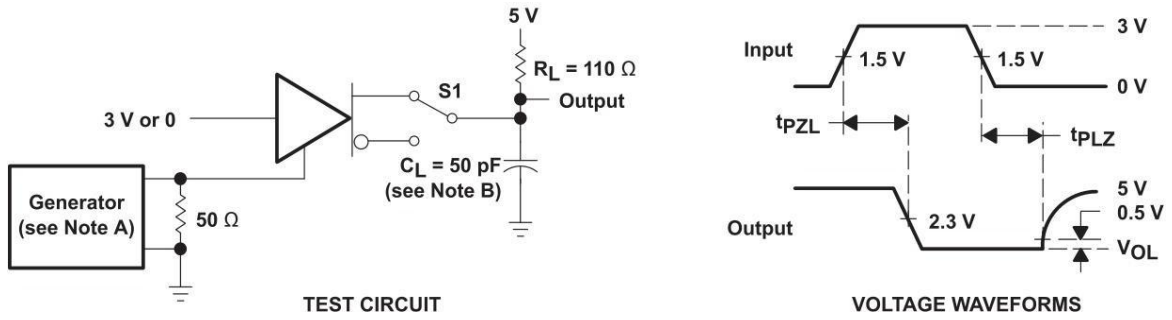 5 V
R_L = 110 Ω
S1
Output
3 V or 0
C_L = 50 pF
(see Note B)
Generator
(see Note A)
50 Ω
TEST CIRCUIT
3 V
Input
1.5 V
1.5 V
0 V
t_PZL
t_PLZ
5 V
0.5 V
2.3 V
Output
V_OL
VOLTAGE WAVEFORMS